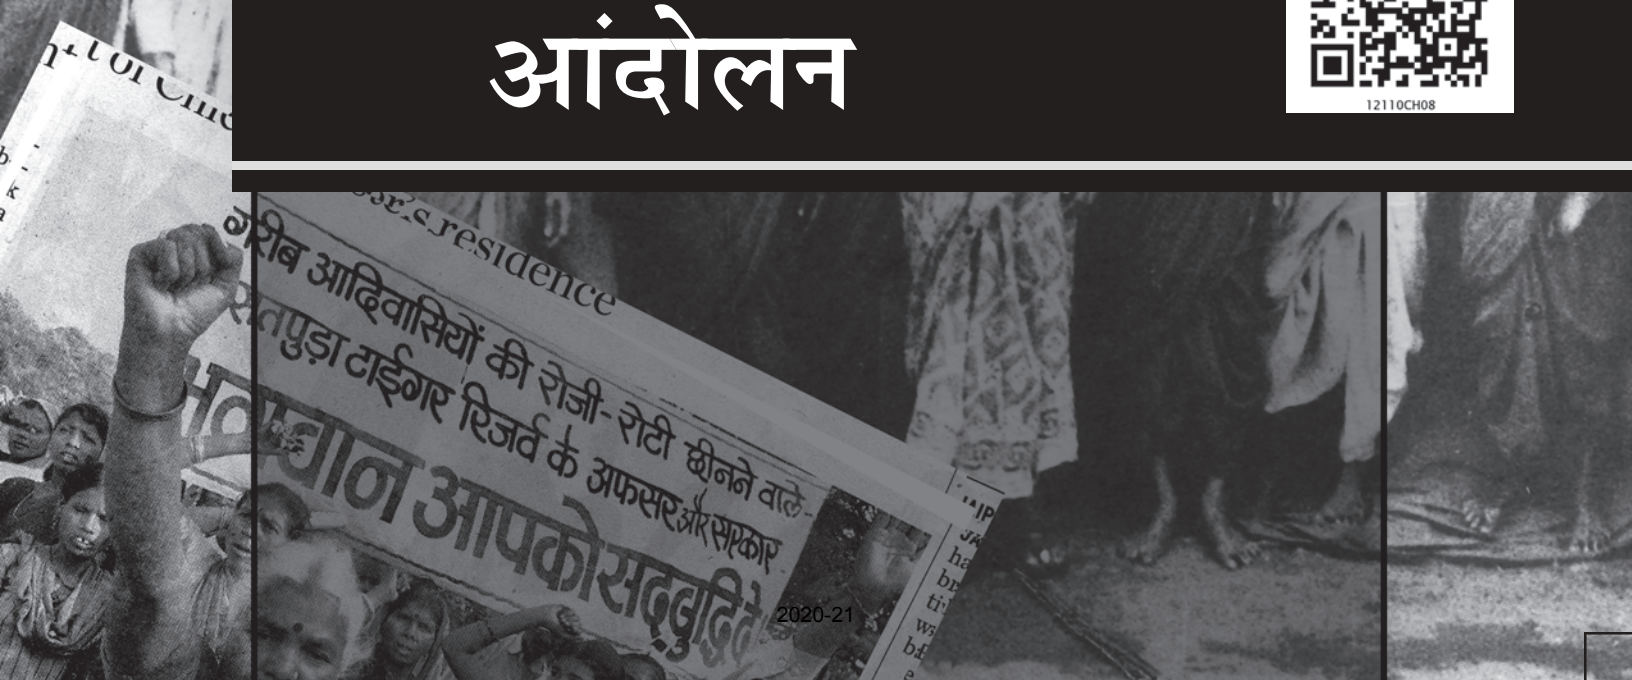 आंदोलन
12110CH08
residence
गरीब आदिवासियों की रोजी-रोटी छीनने वाले-
सतपुड़ा टाईगर रिजर्व के अफसर और सरकार
भगवान आपको सद्बुद्धि दे
2020-21